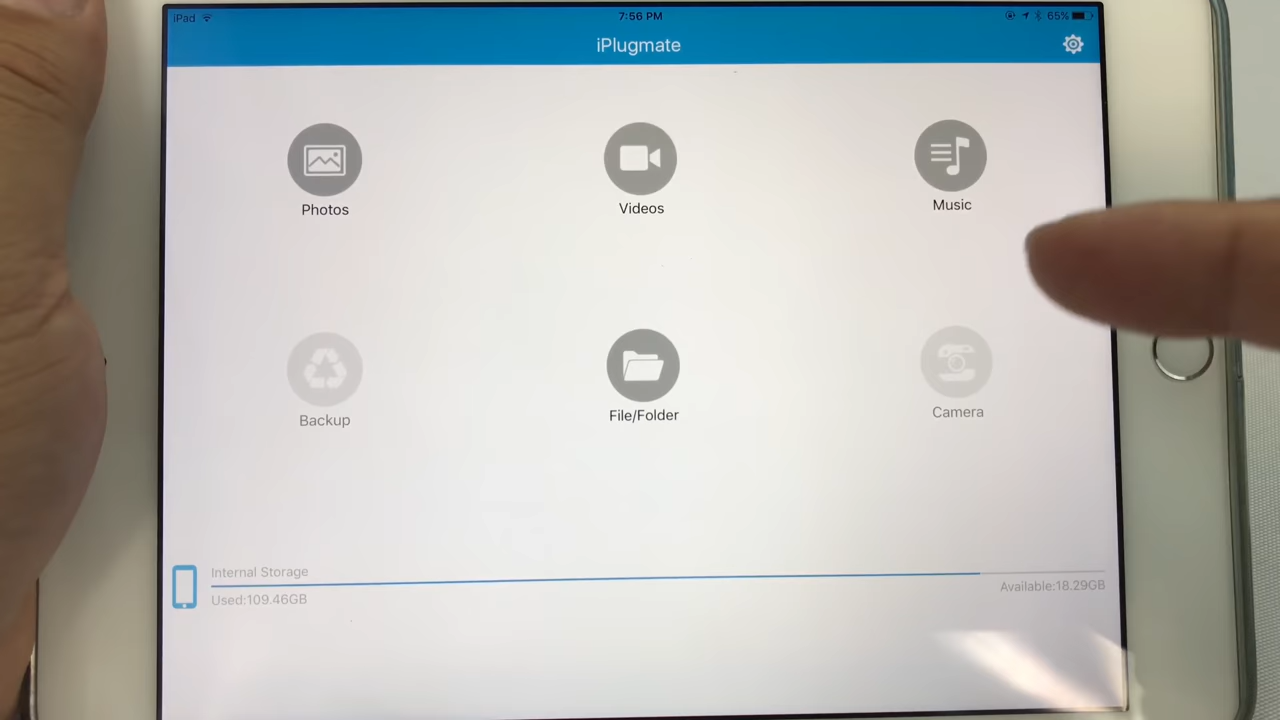 iPad 7:56 PM 65%
iPlugmate
Photos Videos Music
Backup File/Folder Camera
Internal Storage
Used:109.46GB Available:18.29GB